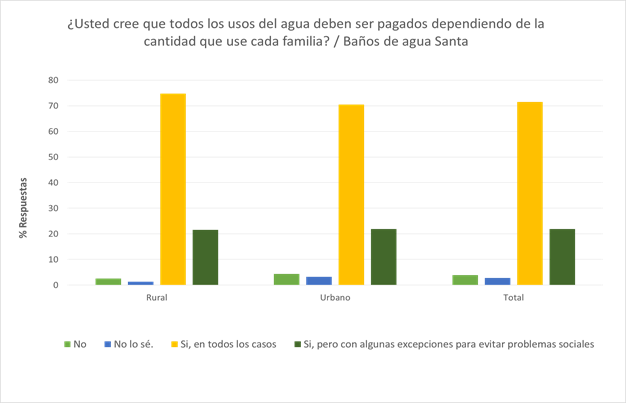 ¿Usted cree que todos los usos del agua deben ser pagados dependiendo de la
cantidad que use cada familia? / Baños de agua Santa
80
70
60
50
40
30
20
10
0
% Respuestas
Rural Urbano Total
No No lo sé. Si, en todos los casos Si, pero con algunas excepciones para evitar problemas sociales